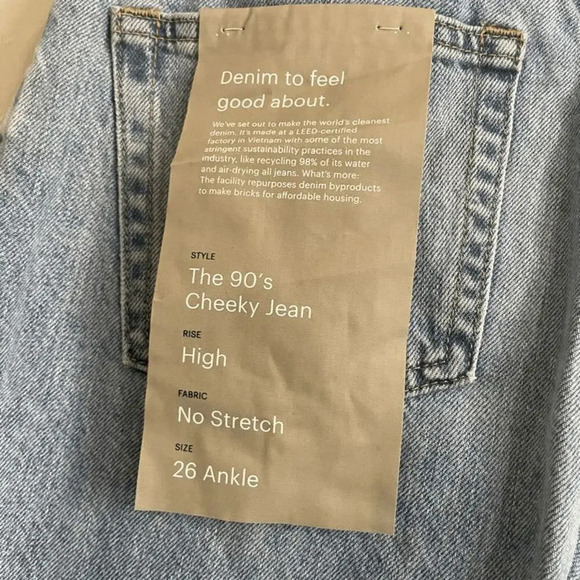 Denim to feel
good about.
We've set out to make the world's cleanest
denim. It's made at a LEED-certified
factory in Vietnam with some of the most
stringent sustainability practices in the
industry, like recycling 98% of its water
and air-drying all jeans. What's more:
The facility repurposes denim byproducts
to make bricks for affordable housing.
STYLE
The 90's
Cheeky Jean
RISE
High
FABRIC
No Stretch
SIZE
26 Ankle